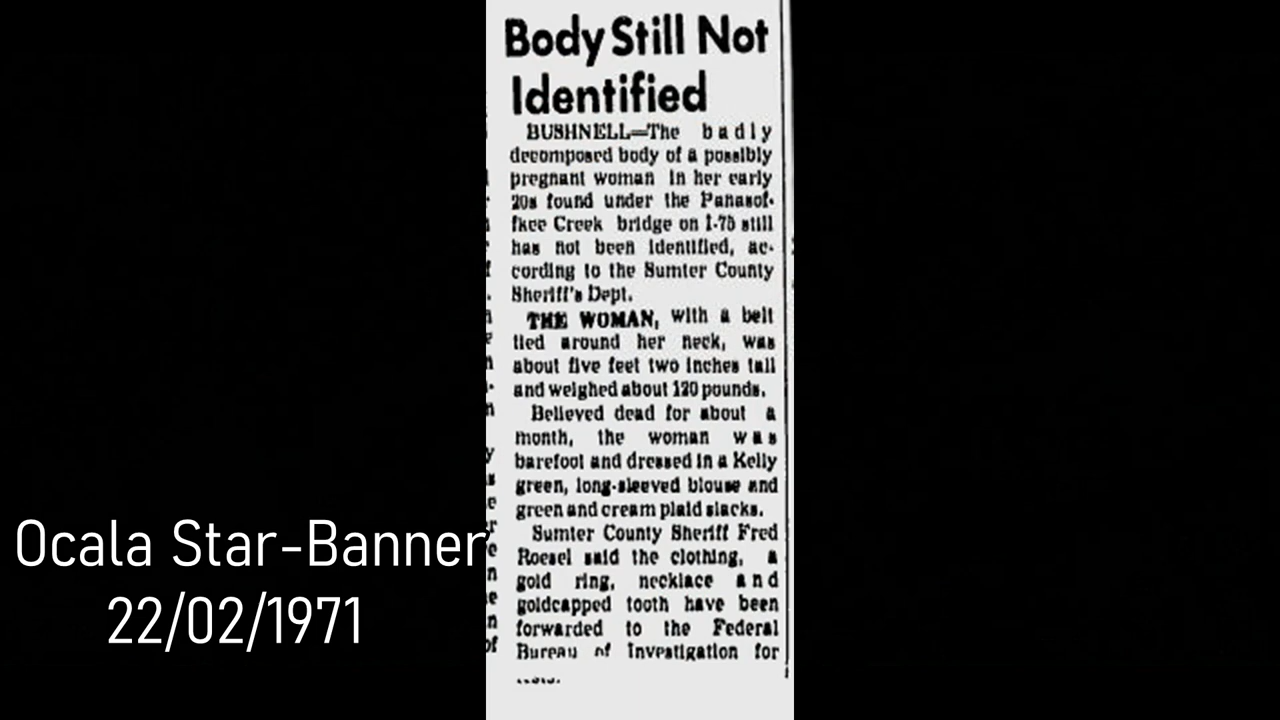 Body Still Not
Identified
BUSHNELL—The badly
decomposed body of a possibly
pregnant woman in her early
20s found under the Panasof-
fkee Creek bridge on I-75 still
has not been identified, ac-
cording to the Sumter County
Sheriff's Dept.
THE WOMAN, with a belt
tied around her neck, was
about five feet two inches tall
and weighed about 120 pounds.
Believed dead for about a
month, the woman was
barefoot and dressed in a Kelly
green, long-sleeved blouse and
green and cream plaid slacks.
Sumter County Sheriff Fred
Roesel said the clothing, a
gold ring, necklace and
goldcapped tooth have been
forwarded to the Federal
Bureau of Investigation for
Ocala Star-Banner
22/02/1971